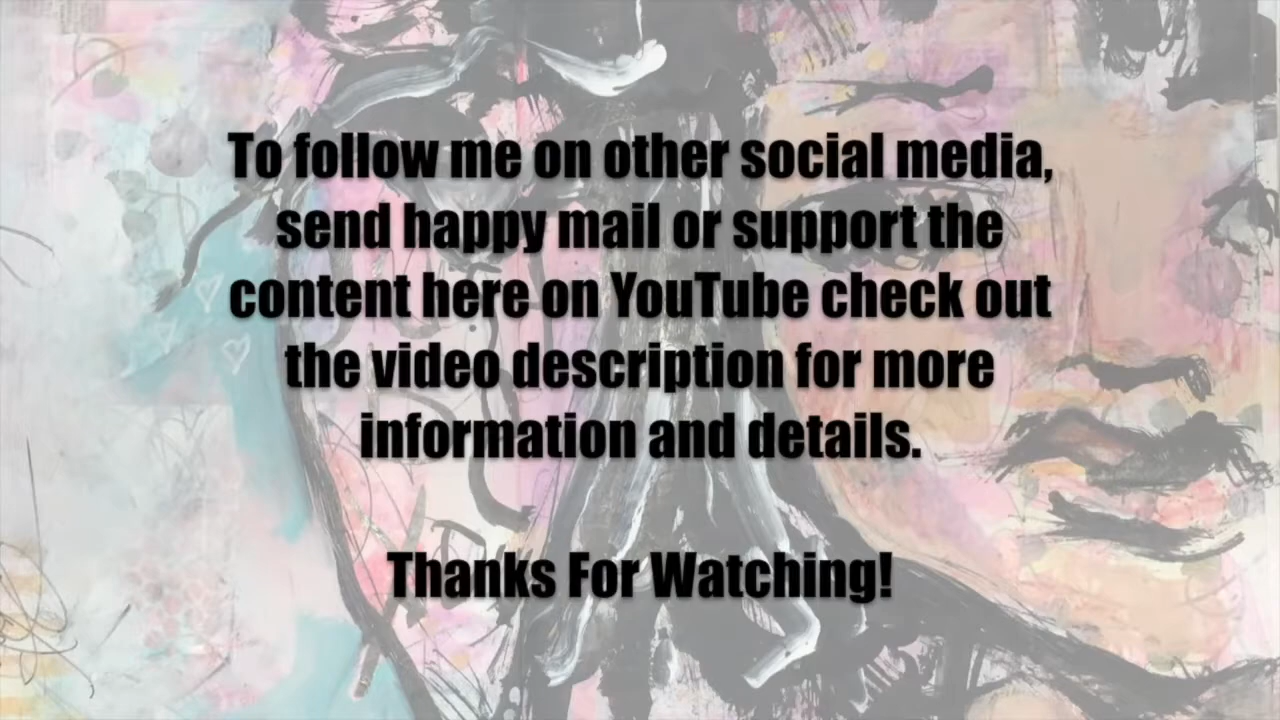 To follow me on other social media,
send happy mail or support the
content here on YouTube check out
the video description for more
information and details.
Thanks For Watching!